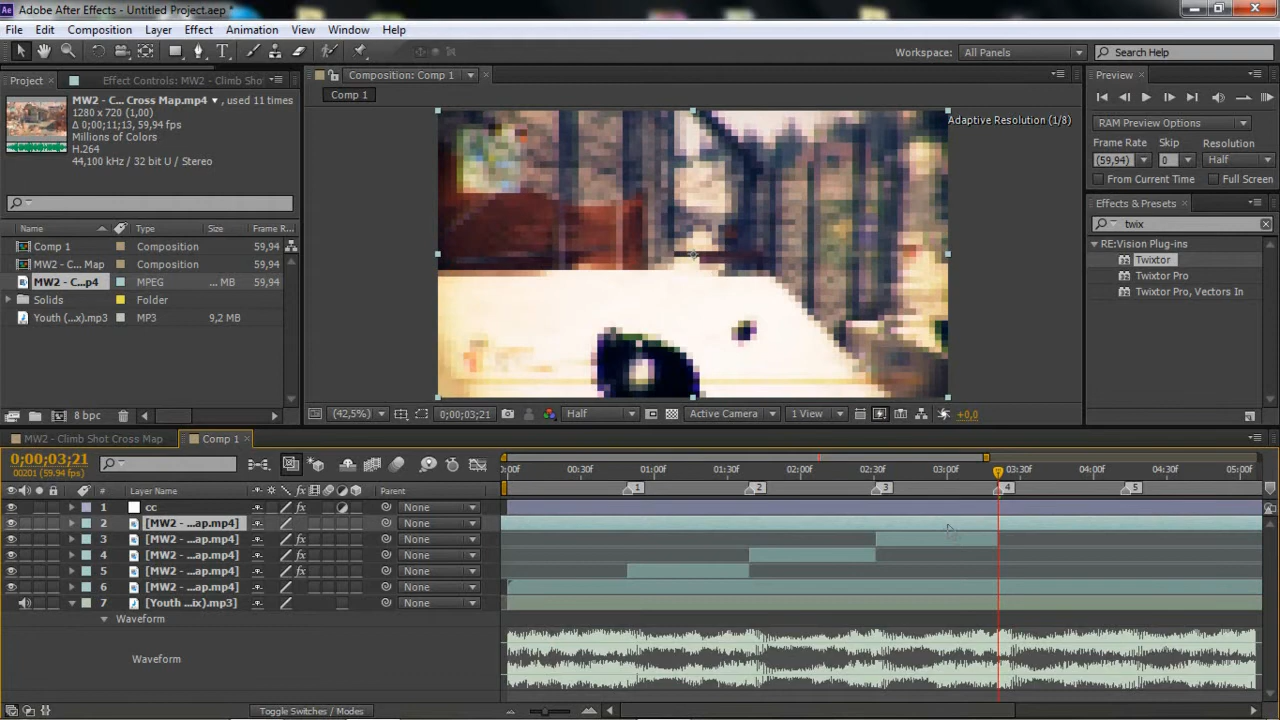 Ae Adobe After Effects - Untitled Project.aep *
File Edit Composition Layer Effect Animation View Window Help
Workspace: All Panels Search Help
Project Effect Controls: MW2 - Climb Sho
Composition: Comp 1
Preview
Comp 1
MW2 - C... Cross Map.mp4 , used 11 times
1280 x 720 (1,00)
Δ 0;00;11;13, 59,94 fps
Millions of Colors
H.264
44,100 kHz / 32 bit U / Stereo
Adaptive Resolution (1/8)
RAM Preview Options
Frame Rate Skip Resolution
(59,94) 0 Half
From Current Time Full Screen
Effects & Presets
twix
RE:Vision Plug-ins
Twixtor
Twixtor Pro
Twixtor Pro, Vectors In
Name Type Size Frame R...
Comp 1 Composition 59,94
MW2 - C... Map Composition 59,94
MW2 - C...p4 MPEG ... MB 59,94
Solids Folder
Youth (...x).mp3 MP3 9,2 MB
8 bpc
(42,5%) 0;00;03;21 Half Active Camera 1 View +0,0
MW2 - Climb Shot Cross Map Comp 1
0;00;03;21
00201 (59.94 fps)
0:00f 00:30f 01:00f 01:30f 02:00f 02:30f 03:00f 03:30f 04:00f 04:30f 05:00f
# Layer Name Parent
1 2 3 4 5
1 cc None
2 [MW2 - ...ap.mp4] None
3 [MW2 - ...ap.mp4] None
4 [MW2 - ...ap.mp4] None
5 [MW2 - ...ap.mp4] None
6 [MW2 - ...ap.mp4] None
7 [Youth ...ix).mp3] None
Waveform
Waveform
Toggle Switches / Modes